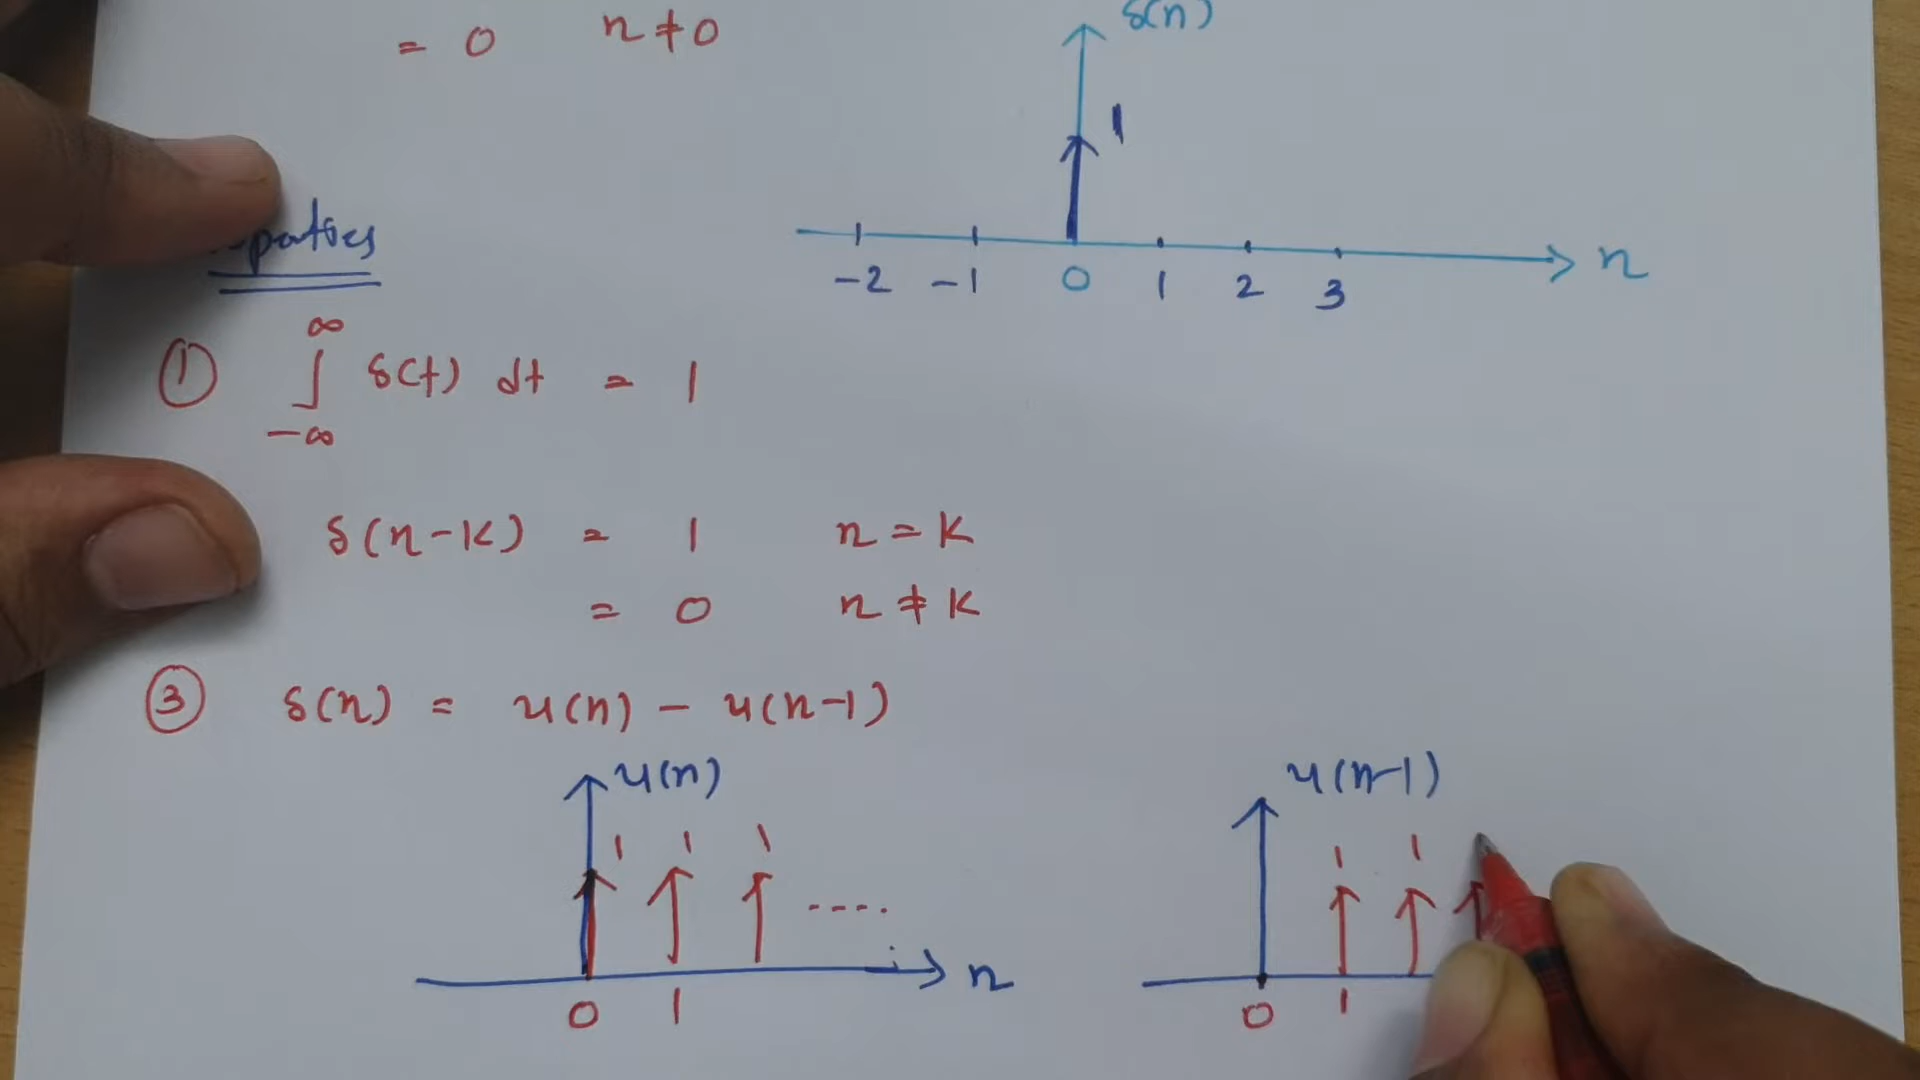 = 0 n ≠ 0
δ(n)
1
-2 -1 0 1 2 3 n
① ∫ δ(t) dt = 1
∞
-∞
δ(n-k) = 1 n = k
= 0 n ≠ k
③ δ(n) = u(n) - u(n-1)
u(n)
1 1 1 ....
0 1 n
u(n-1)
1 1
0 1